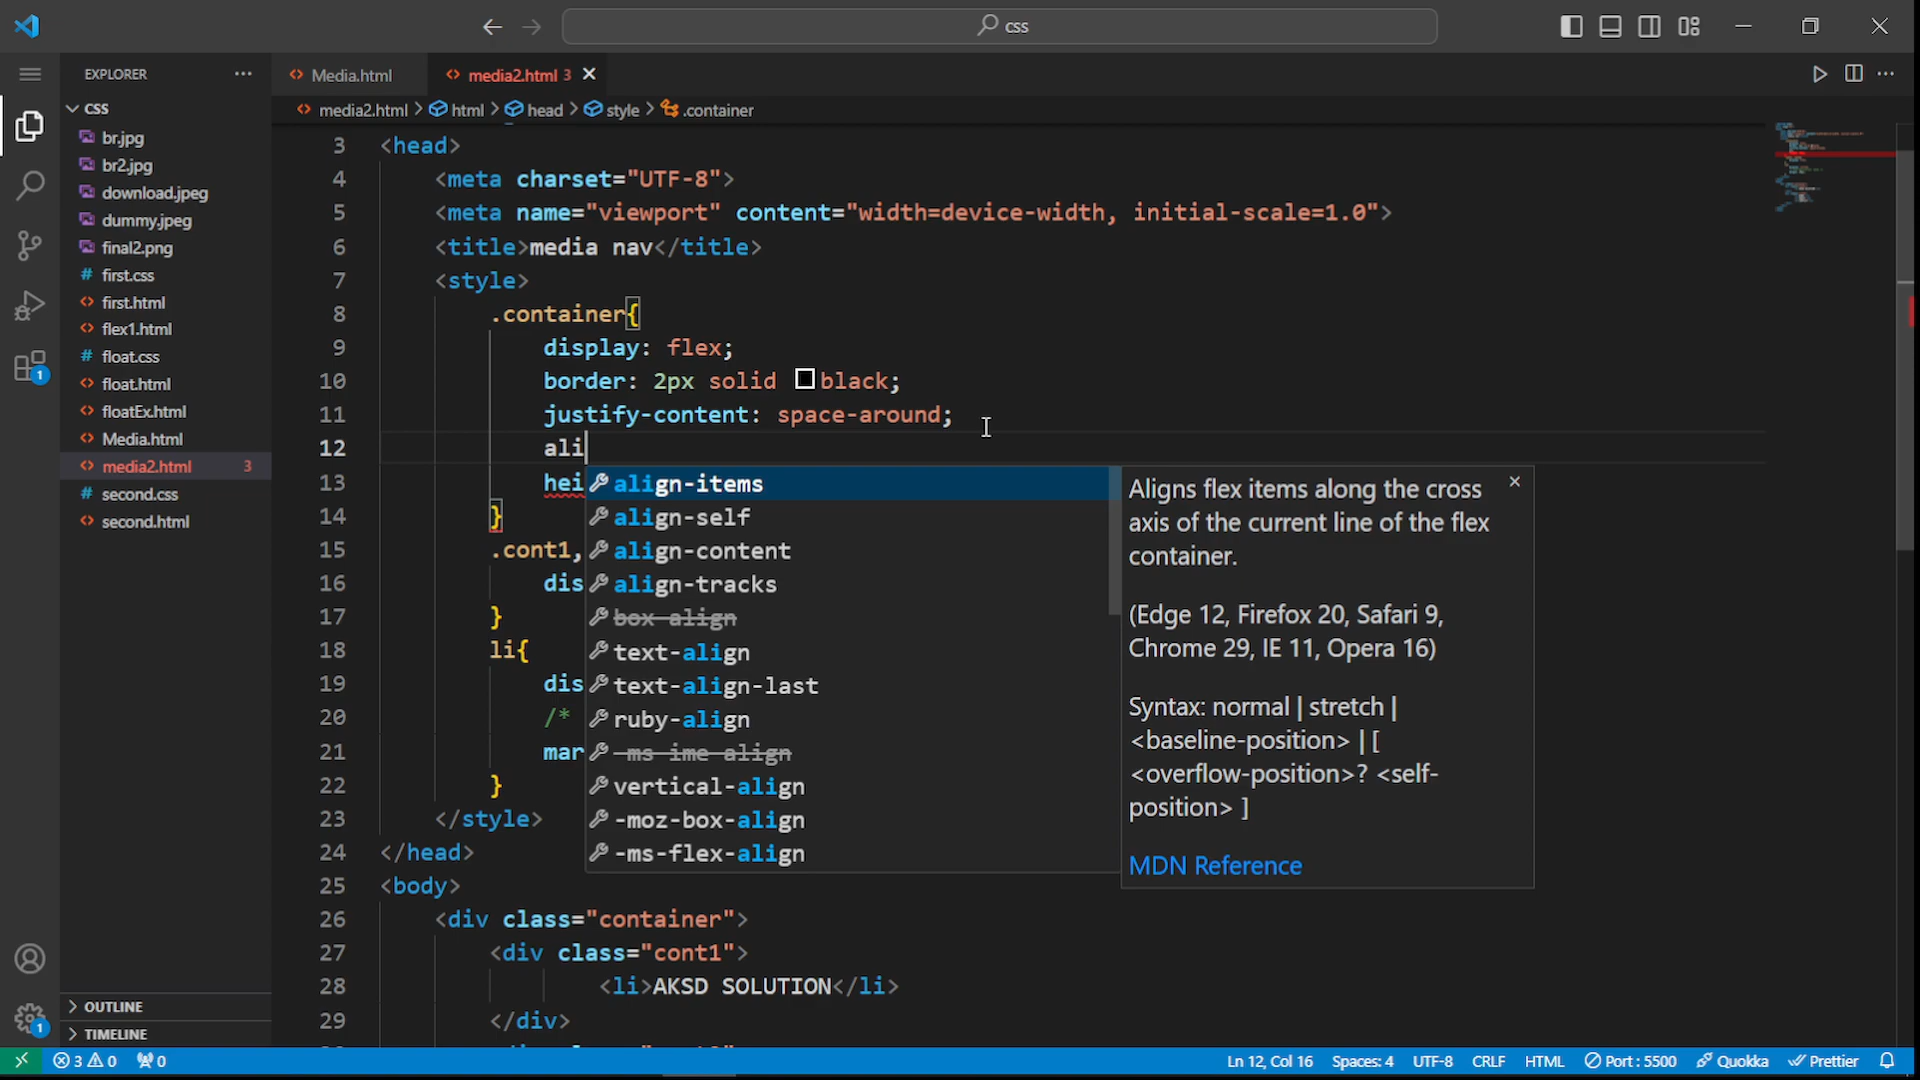 css
EXPLORER
Media.html
media2.html 3
media2.html > html > head > style > .container
CSS
br.jpg
br2.jpg
download.jpeg
dummy.jpeg
final2.png
first.css
first.html
flex1.html
float.css
float.html
floatEx.html
Media.html
media2.html 3
second.css
second.html
OUTLINE
TIMELINE
3 <head>
4 <meta charset="UTF-8">
5 <meta name="viewport" content="width=device-width, initial-scale=1.0">
6 <title>media nav</title>
7 <style>
8 .container{
9 display: flex;
10 border: 2px solid black;
11 justify-content: space-around;
12 ali
13 hei
14 }
15 .cont1,
16 dis
17 }
18 li{
19 dis
20 /*
21 mar
22 }
23 </style>
24 </head>
25 <body>
26 <div class="container">
27 <div class="cont1">
28 <li>AKSD SOLUTION</li>
29 </div>
align-items
align-self
align-content
align-tracks
box-align
text-align
text-align-last
ruby-align
-ms-ime-align
vertical-align
-moz-box-align
-ms-flex-align
Aligns flex items along the cross
axis of the current line of the flex
container.
(Edge 12, Firefox 20, Safari 9,
Chrome 29, IE 11, Opera 16)
Syntax: normal | stretch |
<baseline-position> | [
<overflow-position>? <self-
position> ]
MDN Reference
1
1
3 0 0
Ln 12, Col 16 Spaces: 4 UTF-8 CRLF HTML Port : 5500 Quokka Prettier